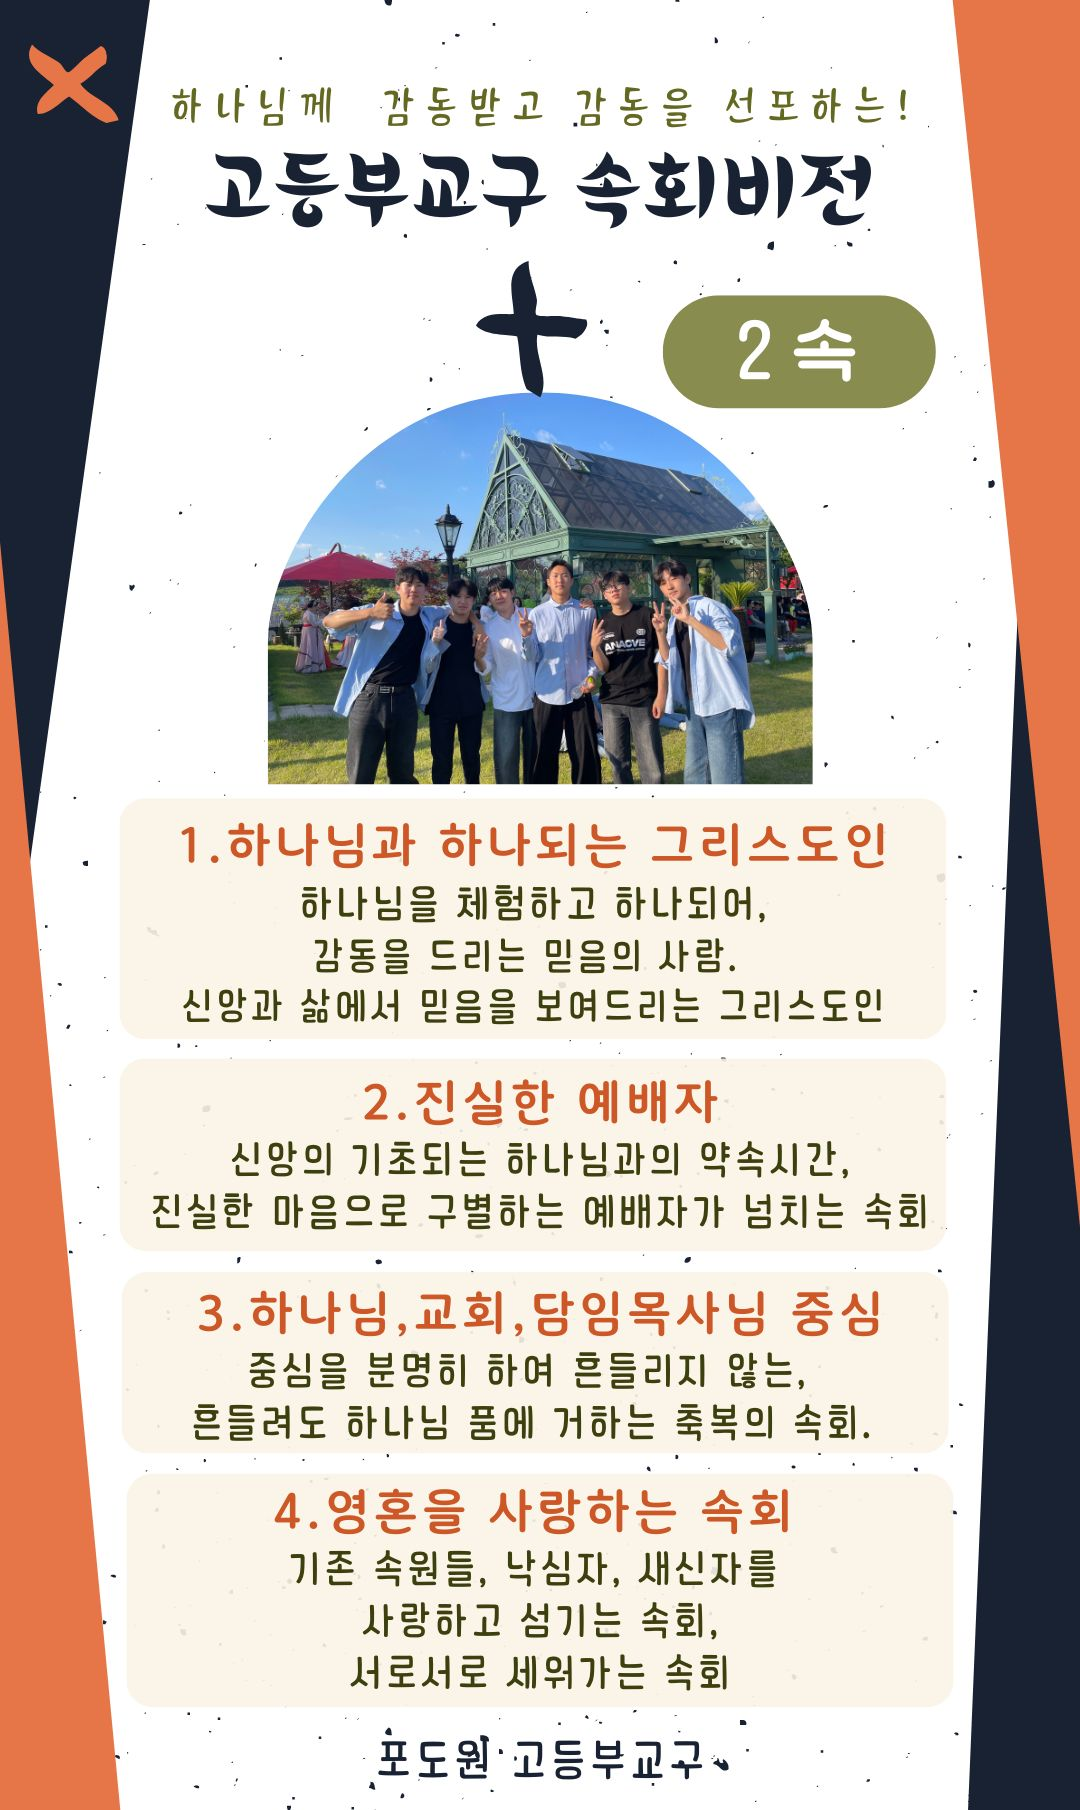 하나님께 감동받고 감동을 선포하는!
고등부교구 속회비전
2속
ANACVE
1.하나님과 하나되는 그리스도인
하나님을 체험하고 하나되어,
감동을 드리는 믿음의 사람.
신앙과 삶에서 믿음을 보여드리는 그리스도인
2.진실한 예배자
신앙의 기초되는 하나님과의 약속시간,
진실한 마음으로 구별하는 예배자가 넘치는 속회
3.하나님,교회,담임목사님 중심
중심을 분명히 하여 흔들리지 않는,
흔들려도 하나님 품에 거하는 축복의 속회.
4.영혼을 사랑하는 속회
기존 속원들, 낙심자, 새신자를
사랑하고 섬기는 속회,
서로서로 세워가는 속회
포도원 고등부교구